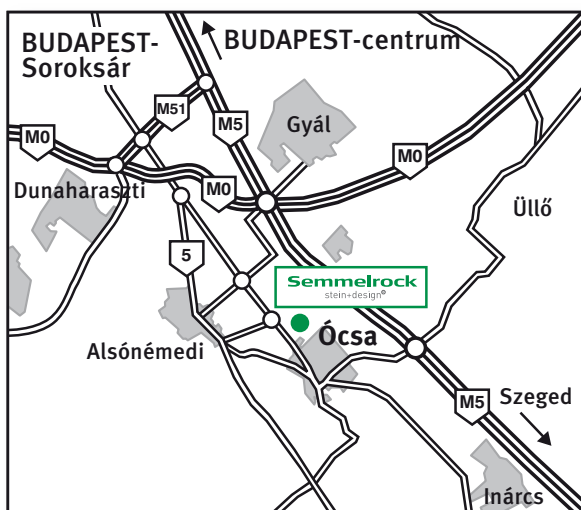 BUDAPEST-
Soroksár
BUDAPEST-centrum
M51
M5
Gyál
M0
M0
M0
Dunaharaszti
Üllő
5
Semmelrock
stein+design®
Ócsa
Alsónémedi
M5
Szeged
Inárcs